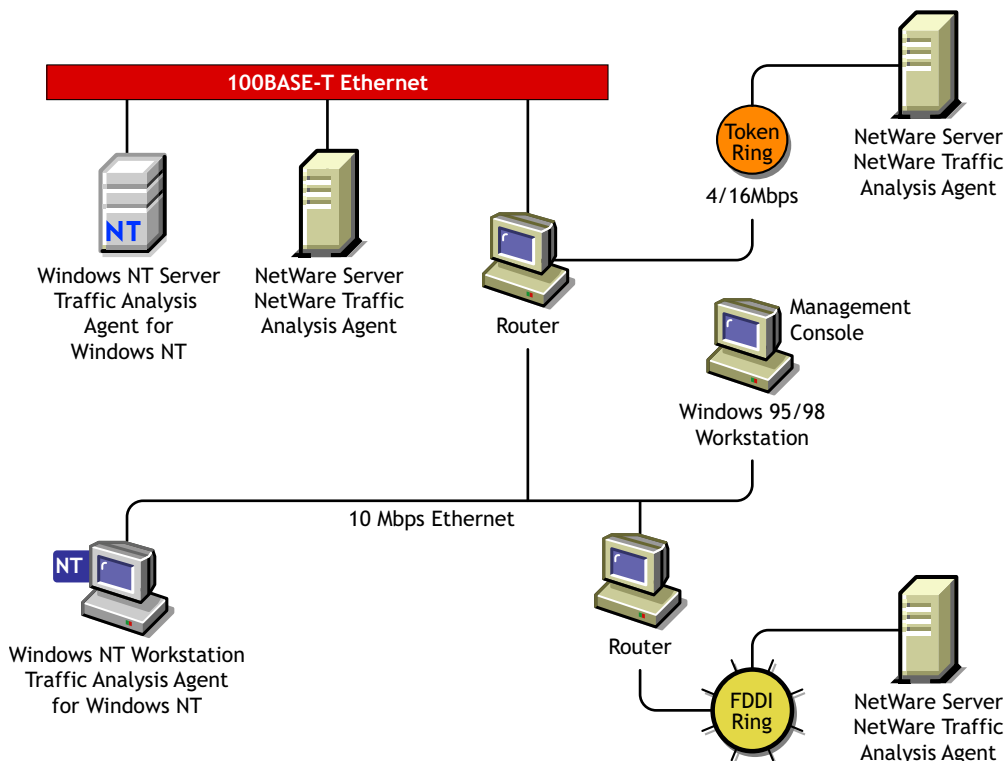 100BASE-T Ethernet
Token
Ring
4/16Mbps
NetWare Server
NetWare Traffic
Analysis Agent
NT
Windows NT Server
Traffic Analysis
Agent for
Windows NT
NetWare Server
NetWare Traffic
Analysis Agent
Router
Management
Console
Windows 95/98
Workstation
10 Mbps Ethernet
NT
Windows NT Workstation
Traffic Analysis Agent
for Windows NT
Router
FDDI
Ring
NetWare Server
NetWare Traffic
Analysis Agent